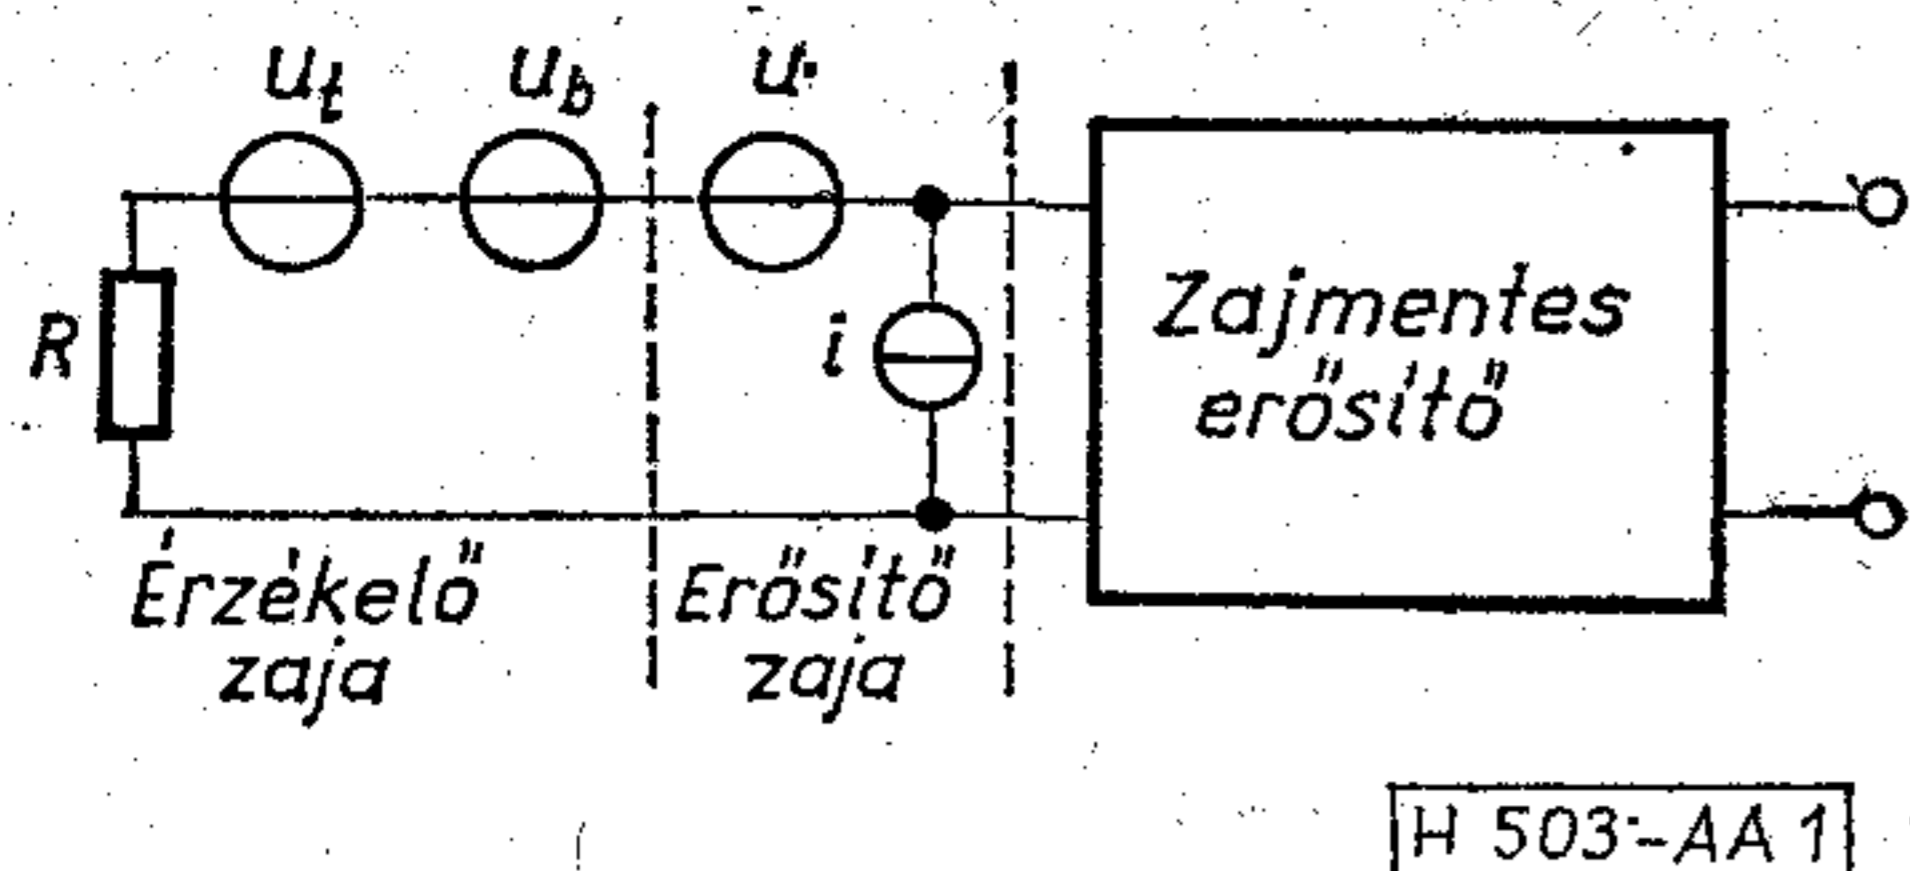 u_t
u_b
u
R
i
Zajmentes
erősítő
Érzékelő
zaja
Erősítő
zaja
H 503-AA 1